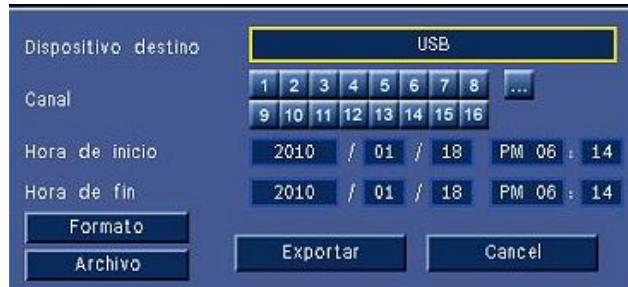 Dispositivo destino USB
Canal 1 2 3 4 5 6 7 8 ...
9 10 11 12 13 14 15 16
Hora de inicio 2010 / 01 / 18 PM 06 : 14
Hora de fin 2010 / 01 / 18 PM 06 : 14
Formato
Exportar Cancel
Archivo